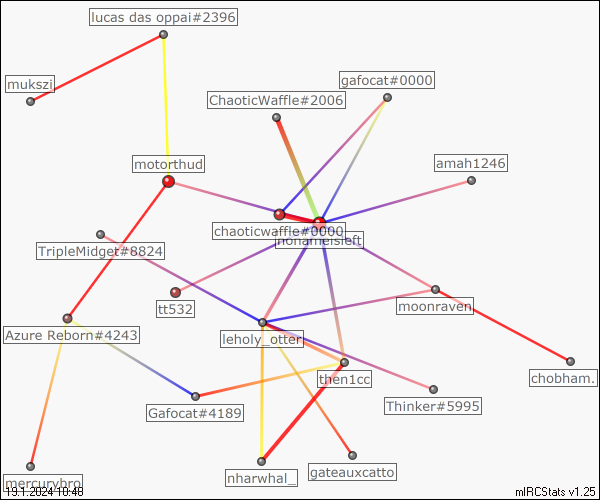 lucas das oppai#2396
mukszi
gafocat#0000
ChaoticWaffle#2006
motorthud
amah1246
chaoticwaffle#0000
nonameisleft
TripleMidget#8824
tt532
moonraven
Azure Reborn#4243
leholy_otter
then1cc
chobham.
Gafocat#4189
Thinker#5995
nharwhal_
gateauxcatto
mercurybro
19.1.2024 10:48
mIRCStats v1.25